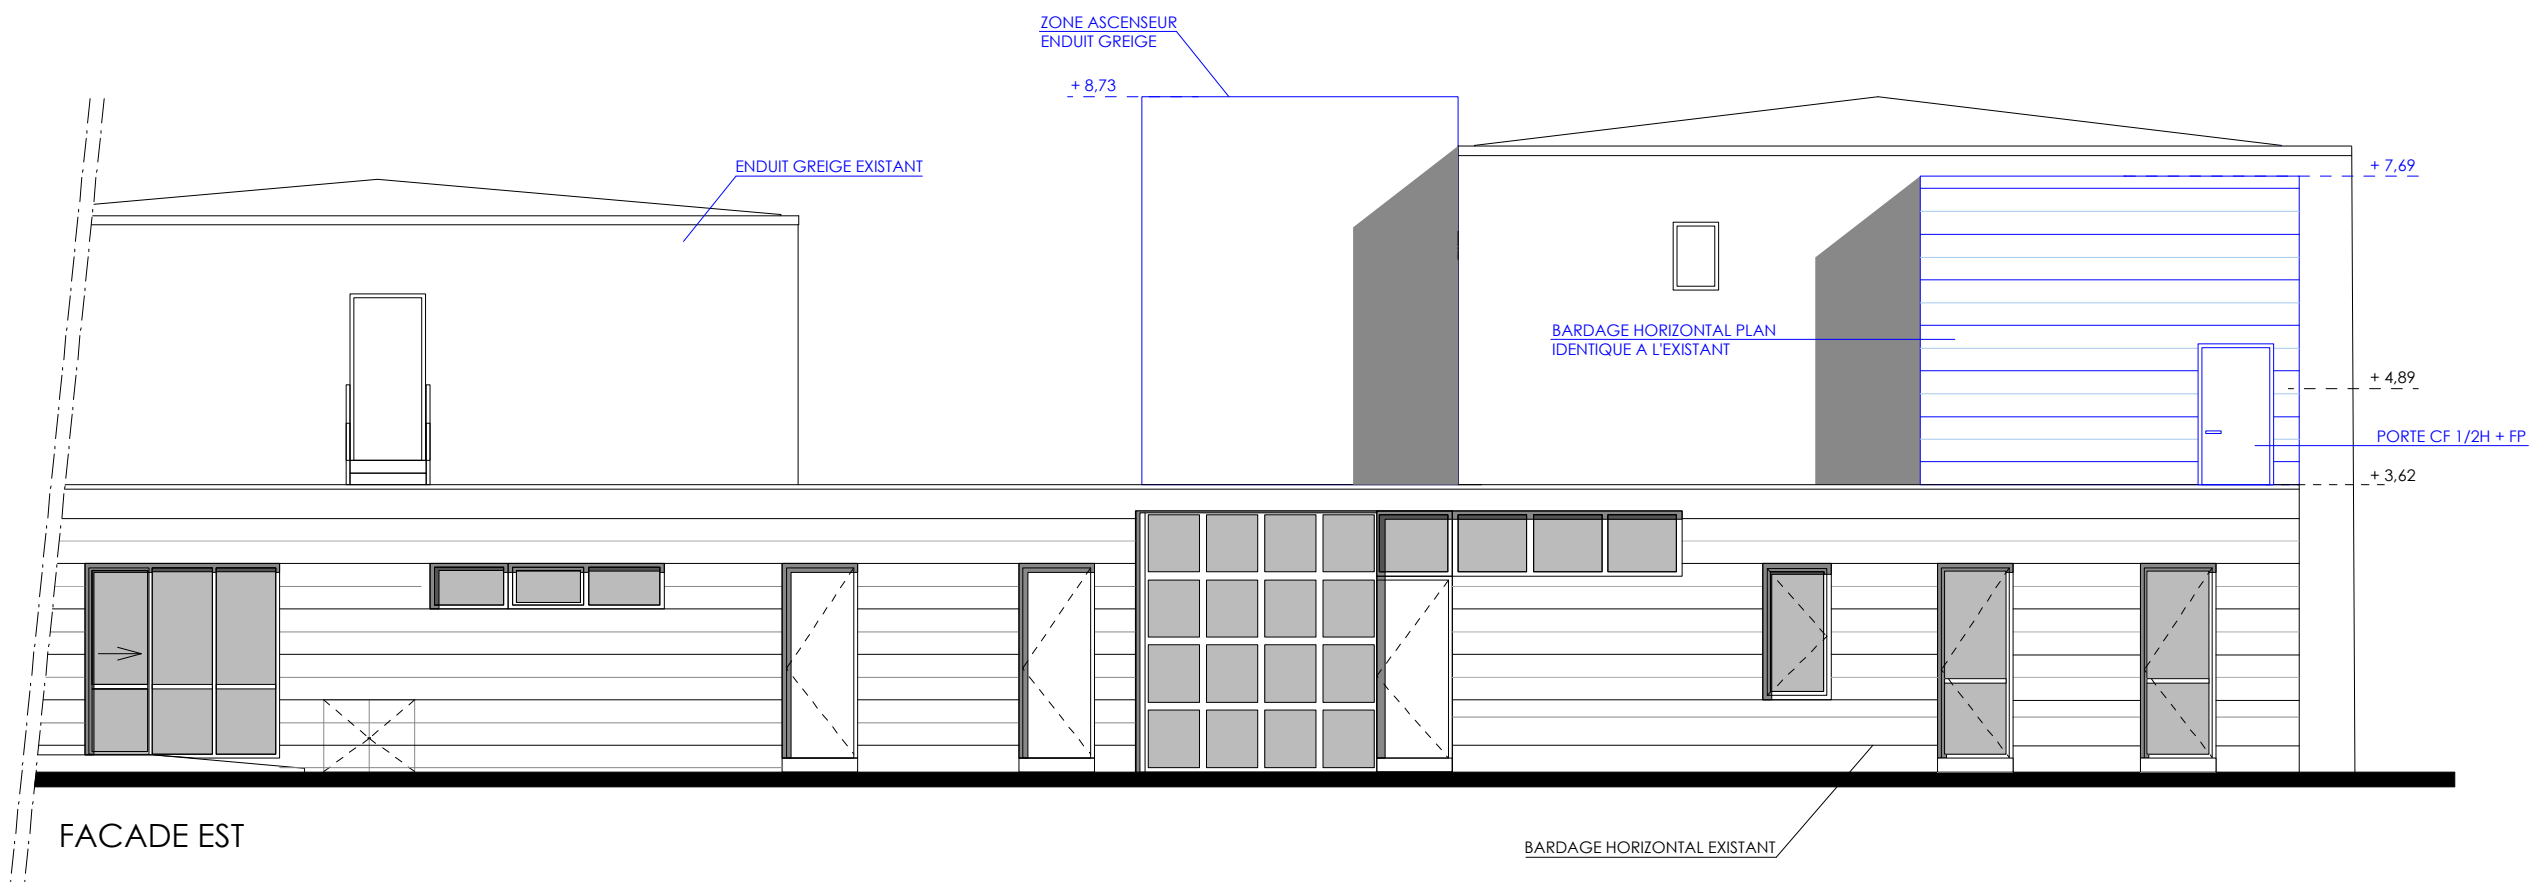 ZONE ASCENSEUR
ENDUIT GREIGE
+ 8,73
ENDUIT GREIGE EXISTANT
+ 7,69
BARDAGE HORIZONTAL PLAN
IDENTIQUE A L'EXISTANT
+ 4,89
PORTE CF 1/2H + FP
+ 3,62
FACADE EST
BARDAGE HORIZONTAL EXISTANT